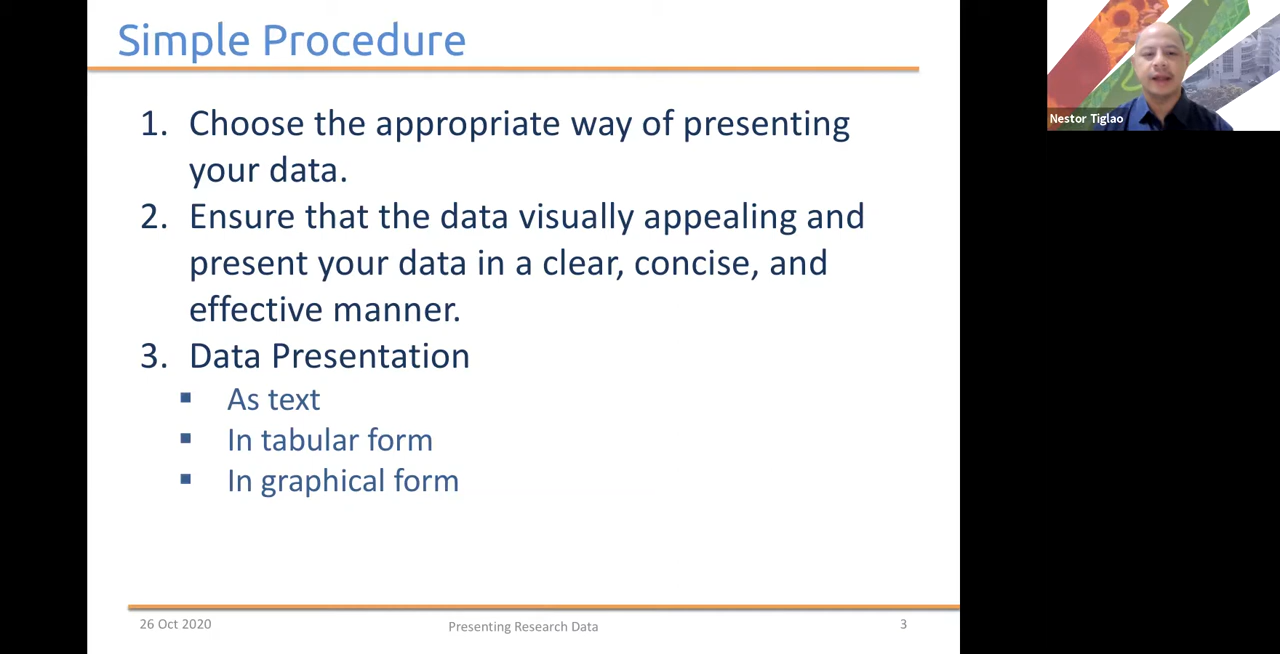 Simple Procedure
1. Choose the appropriate way of presenting
your data.
2. Ensure that the data visually appealing and
present your data in a clear, concise, and
effective manner.
3. Data Presentation
▪ As text
▪ In tabular form
▪ In graphical form
26 Oct 2020
Presenting Research Data
3
Nestor Tiglao